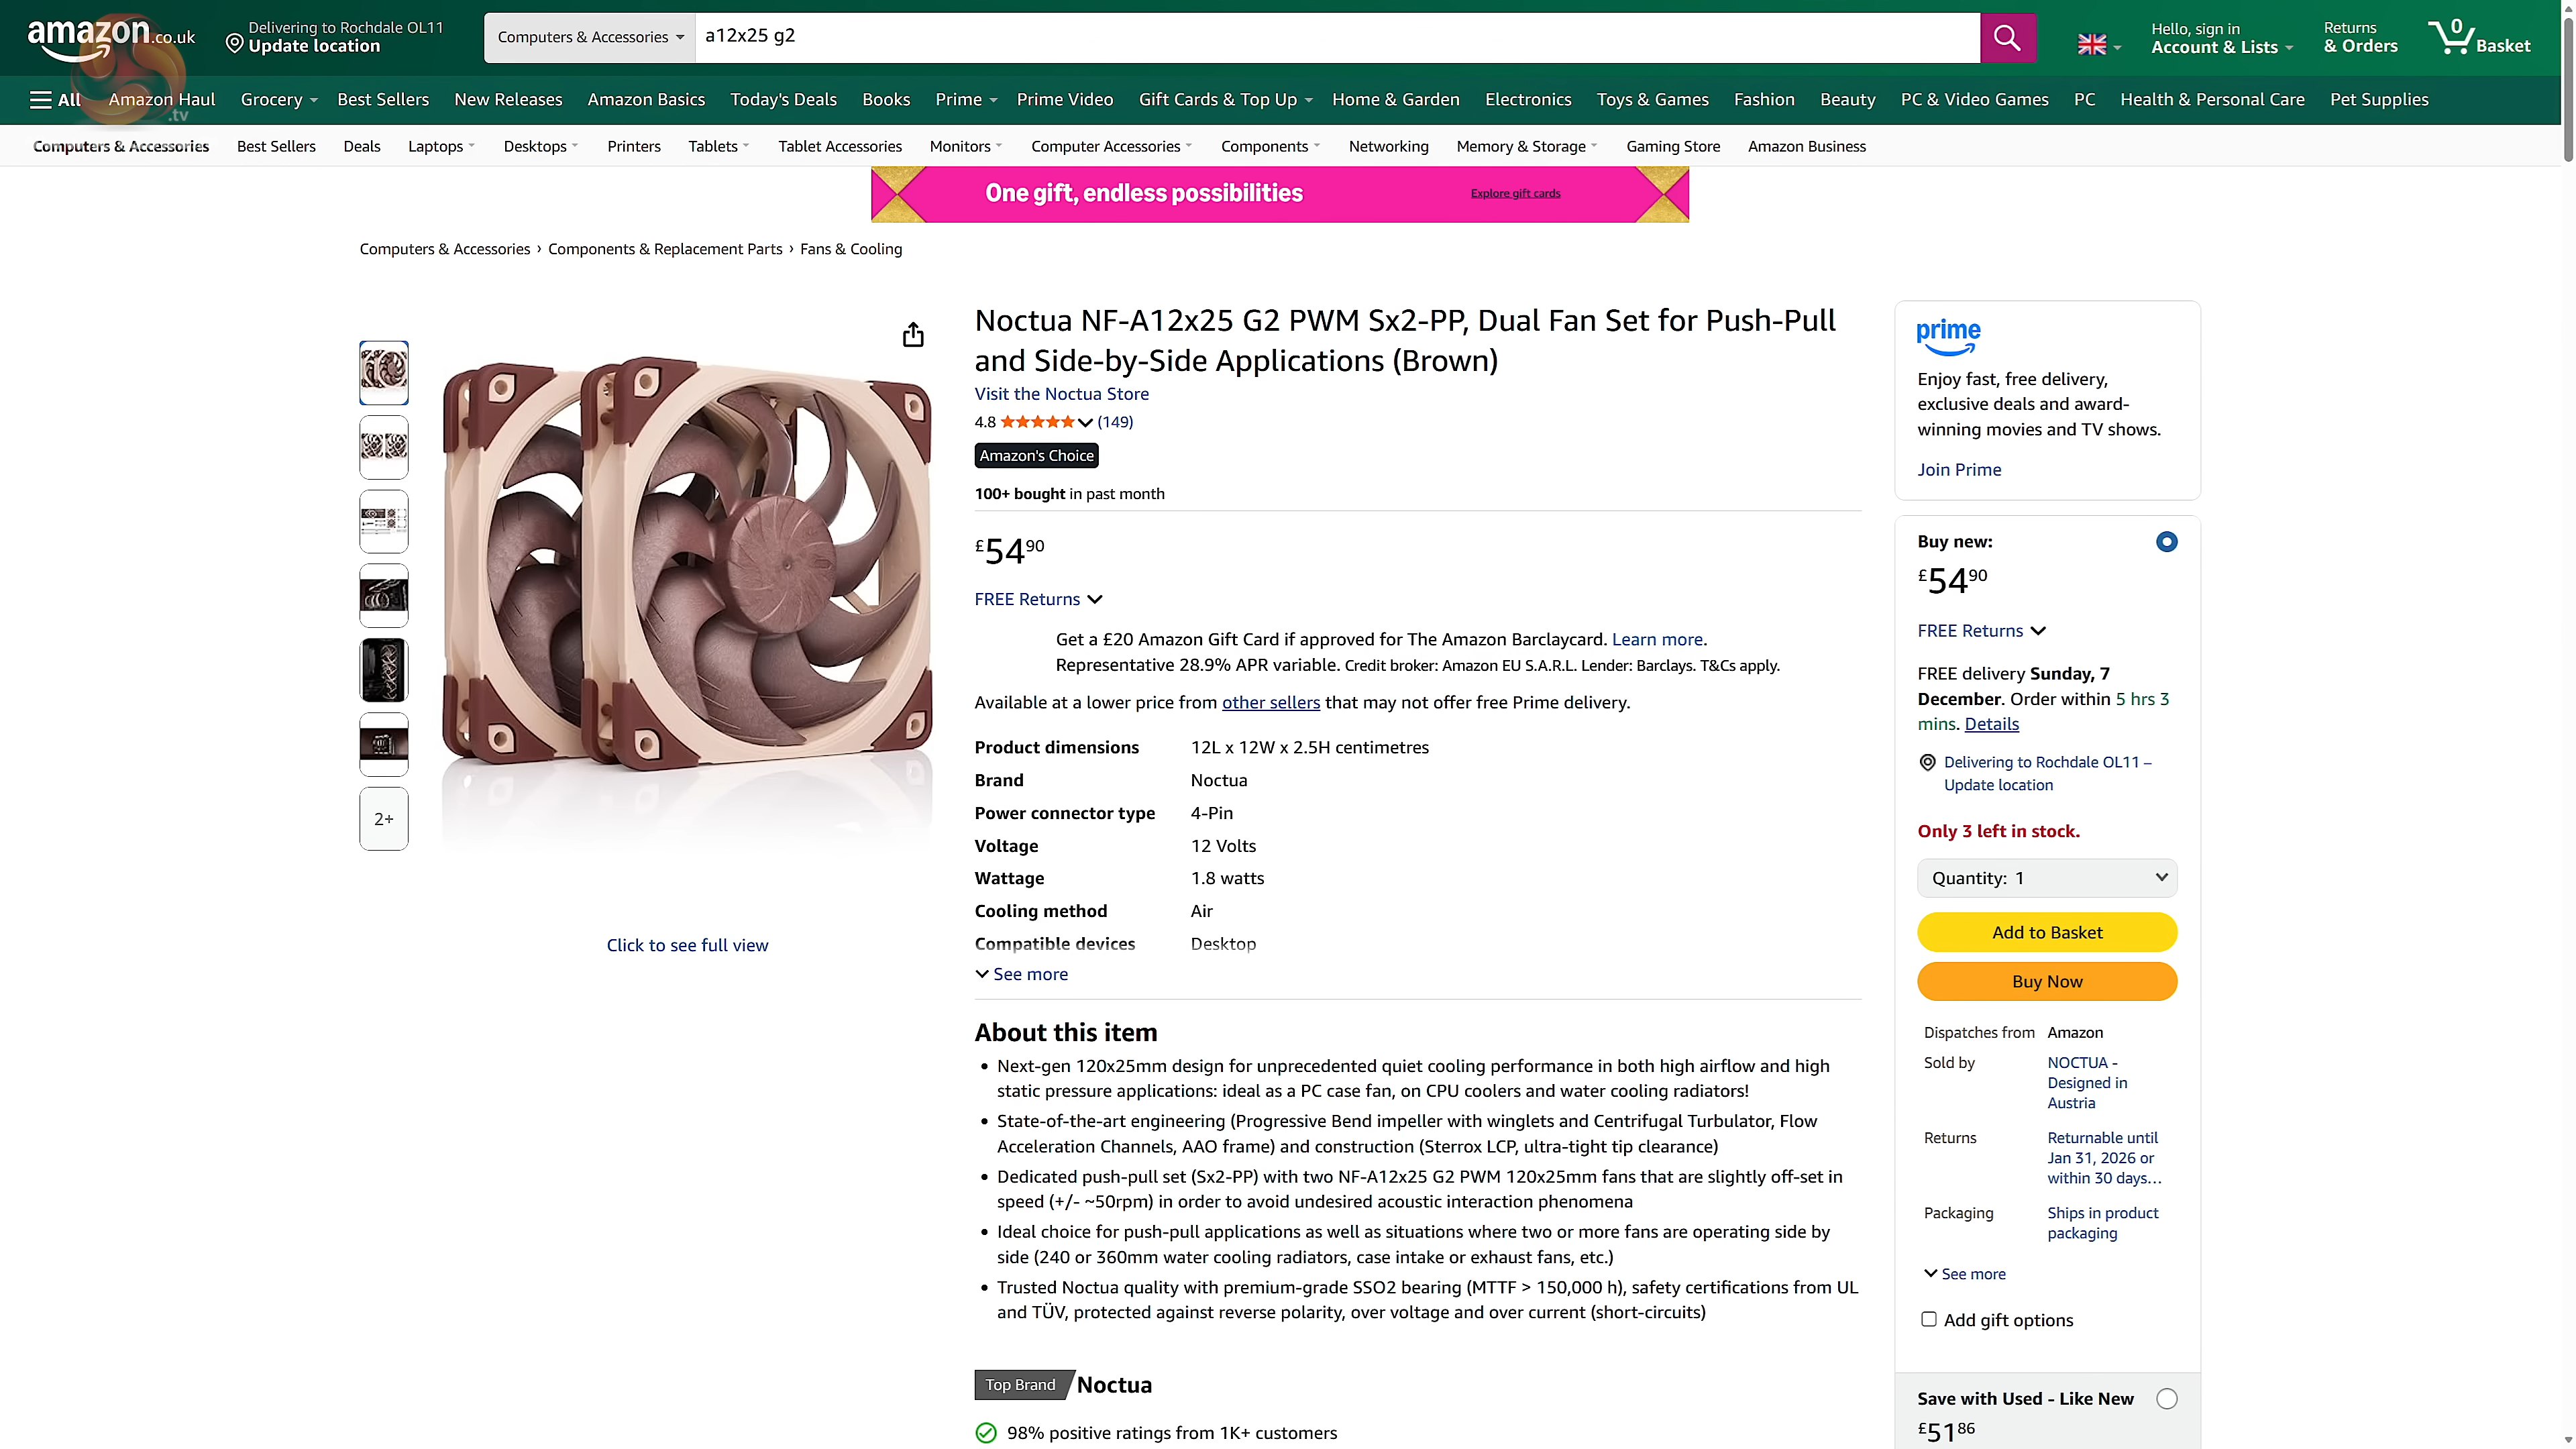 amazon.co.uk
Delivering to Rochdale OL11
Update location
Computers & Accessories
a12x25 g2
Hello, sign in
Account & Lists
Returns
& Orders
0
Basket
All
Amazon Haul
Grocery
Best Sellers
New Releases
Amazon Basics
Today's Deals
Books
Prime
Prime Video
Gift Cards & Top Up
Home & Garden
Electronics
Toys & Games
Fashion
Beauty
PC & Video Games
PC
Health & Personal Care
Pet Supplies
.tv
Computers & Accessories
Best Sellers
Deals
Laptops
Desktops
Printers
Tablets
Tablet Accessories
Monitors
Computer Accessories
Components
Networking
Memory & Storage
Gaming Store
Amazon Business
One gift, endless possibilities
Explore gift cards
Computers & Accessories › Components & Replacement Parts › Fans & Cooling
2+
Click to see full view
Noctua NF-A12x25 G2 PWM Sx2-PP, Dual Fan Set for Push-Pull
and Side-by-Side Applications (Brown)
Visit the Noctua Store
4.8 (149)
Amazon's Choice
100+ bought in past month
£5490
FREE Returns
Get a £20 Amazon Gift Card if approved for The Amazon Barclaycard. Learn more.
Representative 28.9% APR variable. Credit broker: Amazon EU S.A.R.L. Lender: Barclays. T&Cs apply.
Available at a lower price from other sellers that may not offer free Prime delivery.
Product dimensions 12L x 12W x 2.5H centimetres
Brand Noctua
Power connector type 4-Pin
Voltage 12 Volts
Wattage 1.8 watts
Cooling method Air
Compatible devices Desktop
See more
About this item
• Next-gen 120x25mm design for unprecedented quiet cooling performance in both high airflow and high
static pressure applications: ideal as a PC case fan, on CPU coolers and water cooling radiators!
• State-of-the-art engineering (Progressive Bend impeller with winglets and Centrifugal Turbulator, Flow
Acceleration Channels, AAO frame) and construction (Sterrox LCP, ultra-tight tip clearance)
• Dedicated push-pull set (Sx2-PP) with two NF-A12x25 G2 PWM 120x25mm fans that are slightly off-set in
speed (+/- ~50rpm) in order to avoid undesired acoustic interaction phenomena
• Ideal choice for push-pull applications as well as situations where two or more fans are operating side by
side (240 or 360mm water cooling radiators, case intake or exhaust fans, etc.)
• Trusted Noctua quality with premium-grade SSO2 bearing (MTTF > 150,000 h), safety certifications from UL
and TÜV, protected against reverse polarity, over voltage and over current (short-circuits)
Top Brand Noctua
98% positive ratings from 1K+ customers
prime
Enjoy fast, free delivery,
exclusive deals and award-
winning movies and TV shows.
Join Prime
Buy new:
£5490
FREE Returns
FREE delivery Sunday, 7
December. Order within 5 hrs 3
mins. Details
Delivering to Rochdale OL11 –
Update location
Only 3 left in stock.
Quantity: 1
Add to Basket
Buy Now
Dispatches from Amazon
Sold by NOCTUA -
Designed in
Austria
Returns Returnable until
Jan 31, 2026 or
within 30 days…
Packaging Ships in product
packaging
See more
Add gift options
Save with Used - Like New
£5186